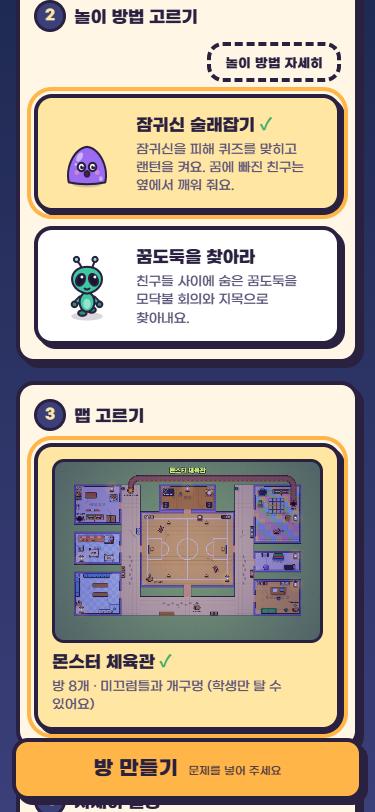 2 놀이 방법 고르기
놀이 방법 자세히
잠귀신 술래잡기 ✓
잠귀신을 피해 퀴즈를 맞히고
랜턴을 켜요. 꿈에 빠진 친구는
옆에서 깨워 줘요.
꿈도둑을 찾아라
친구들 사이에 숨은 꿈도둑을
모닥불 회의와 지목으로
찾아내요.
3 맵 고르기
몬스터 체육관
몬스터 체육관 ✓
방 8개 · 미끄럼틀과 개구멍 (학생만 탈 수
있어요)
방 만들기 문제를 넣어 주세요